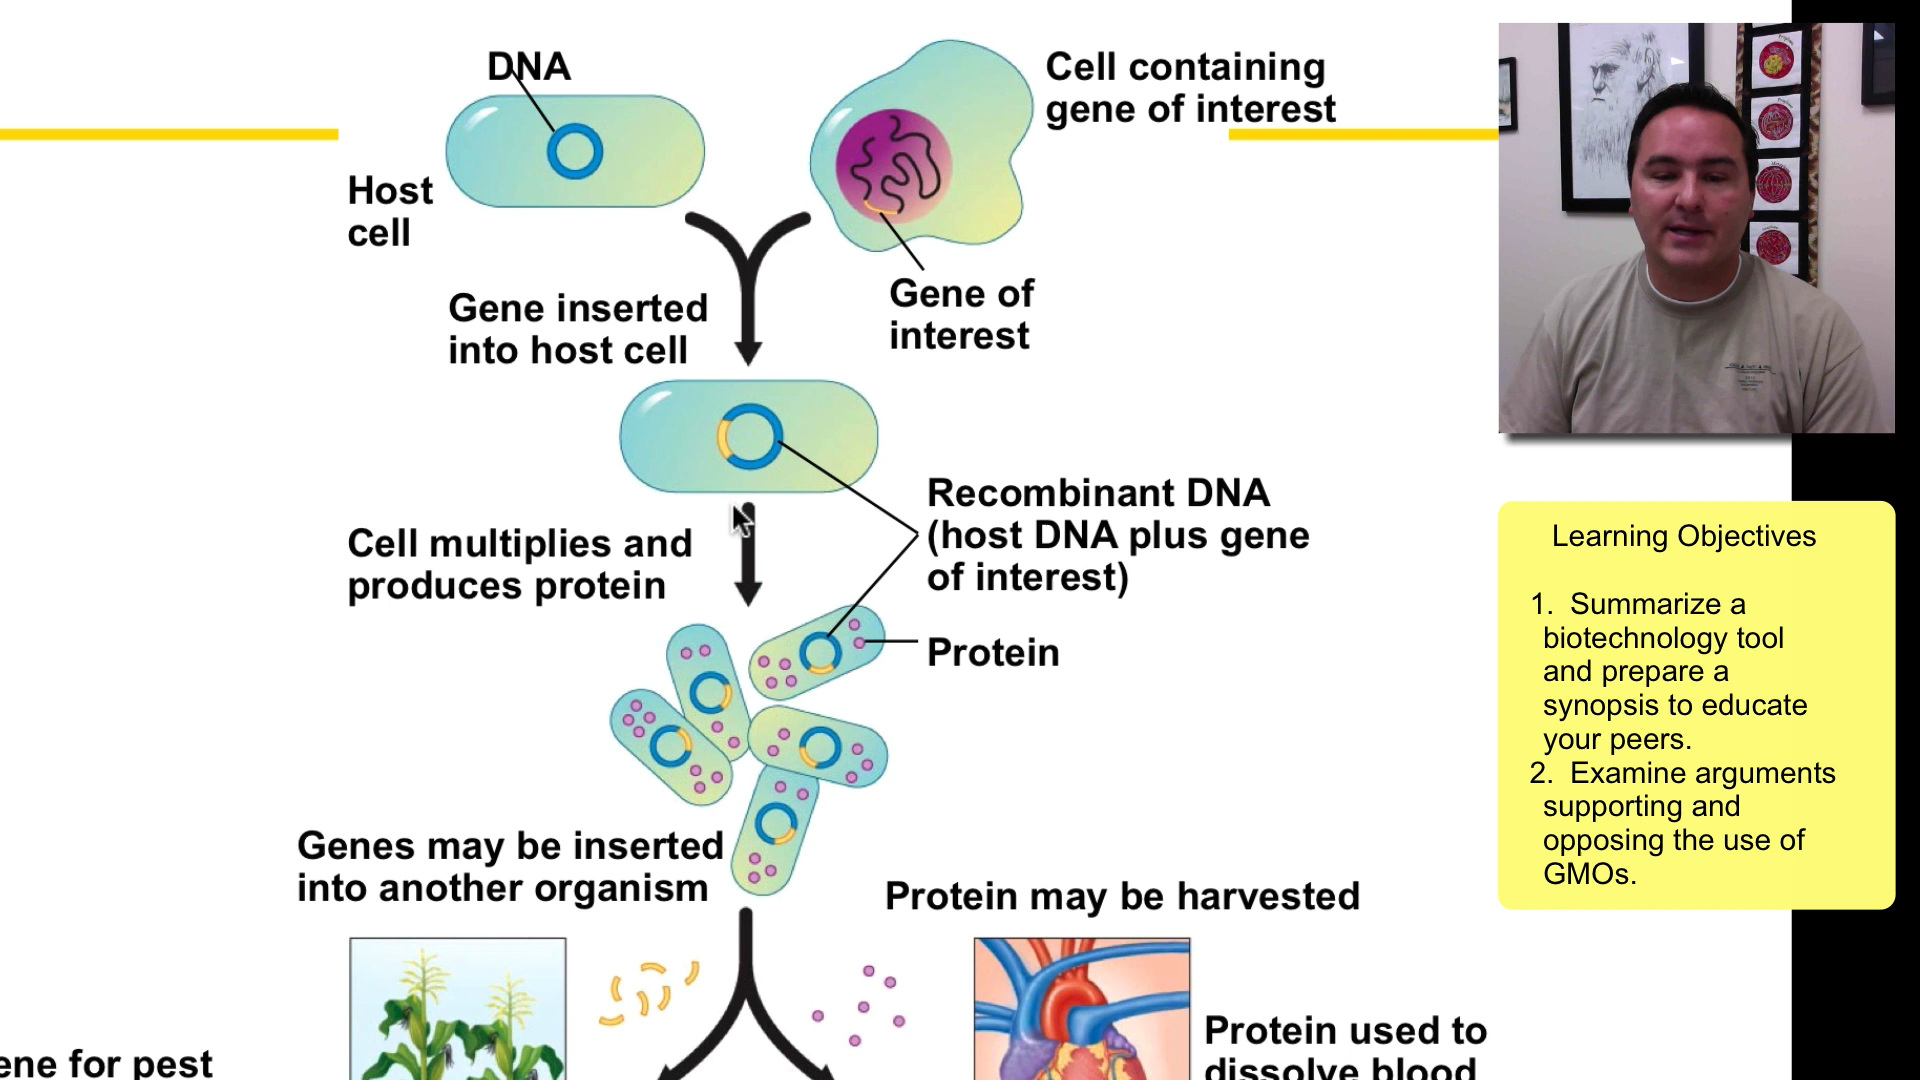 DNA
Cell containing
gene of interest
Host
cell
Gene of
interest
Gene inserted
into host cell
Recombinant DNA
(host DNA plus gene
of interest)
Cell multiplies and
produces protein
Protein
Genes may be inserted
into another organism
Protein may be harvested
Protein used to
dissolve blood
ene for pest
Learning Objectives
1. Summarize a
biotechnology tool
and prepare a
synopsis to educate
your peers.
2. Examine arguments
supporting and
opposing the use of
GMOs.